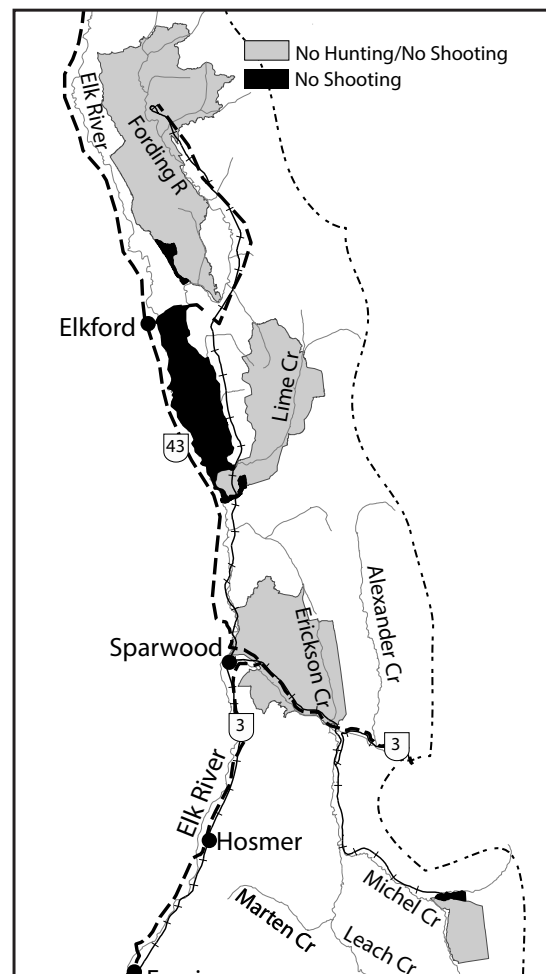 No Hunting/No Shooting
No Shooting
Elk River
Fording R
Elkford
Lime Cr
43
Alexander Cr
Erickson Cr
Sparwood
3
3
Elk River
Hosmer
Michel Cr
Marten Cr
Leach Cr